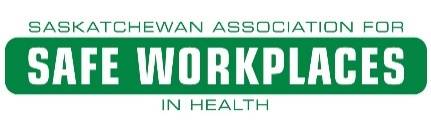 SASKATCHEWAN ASSOCIATION FOR
SAFE WORKPLACES
IN HEALTH